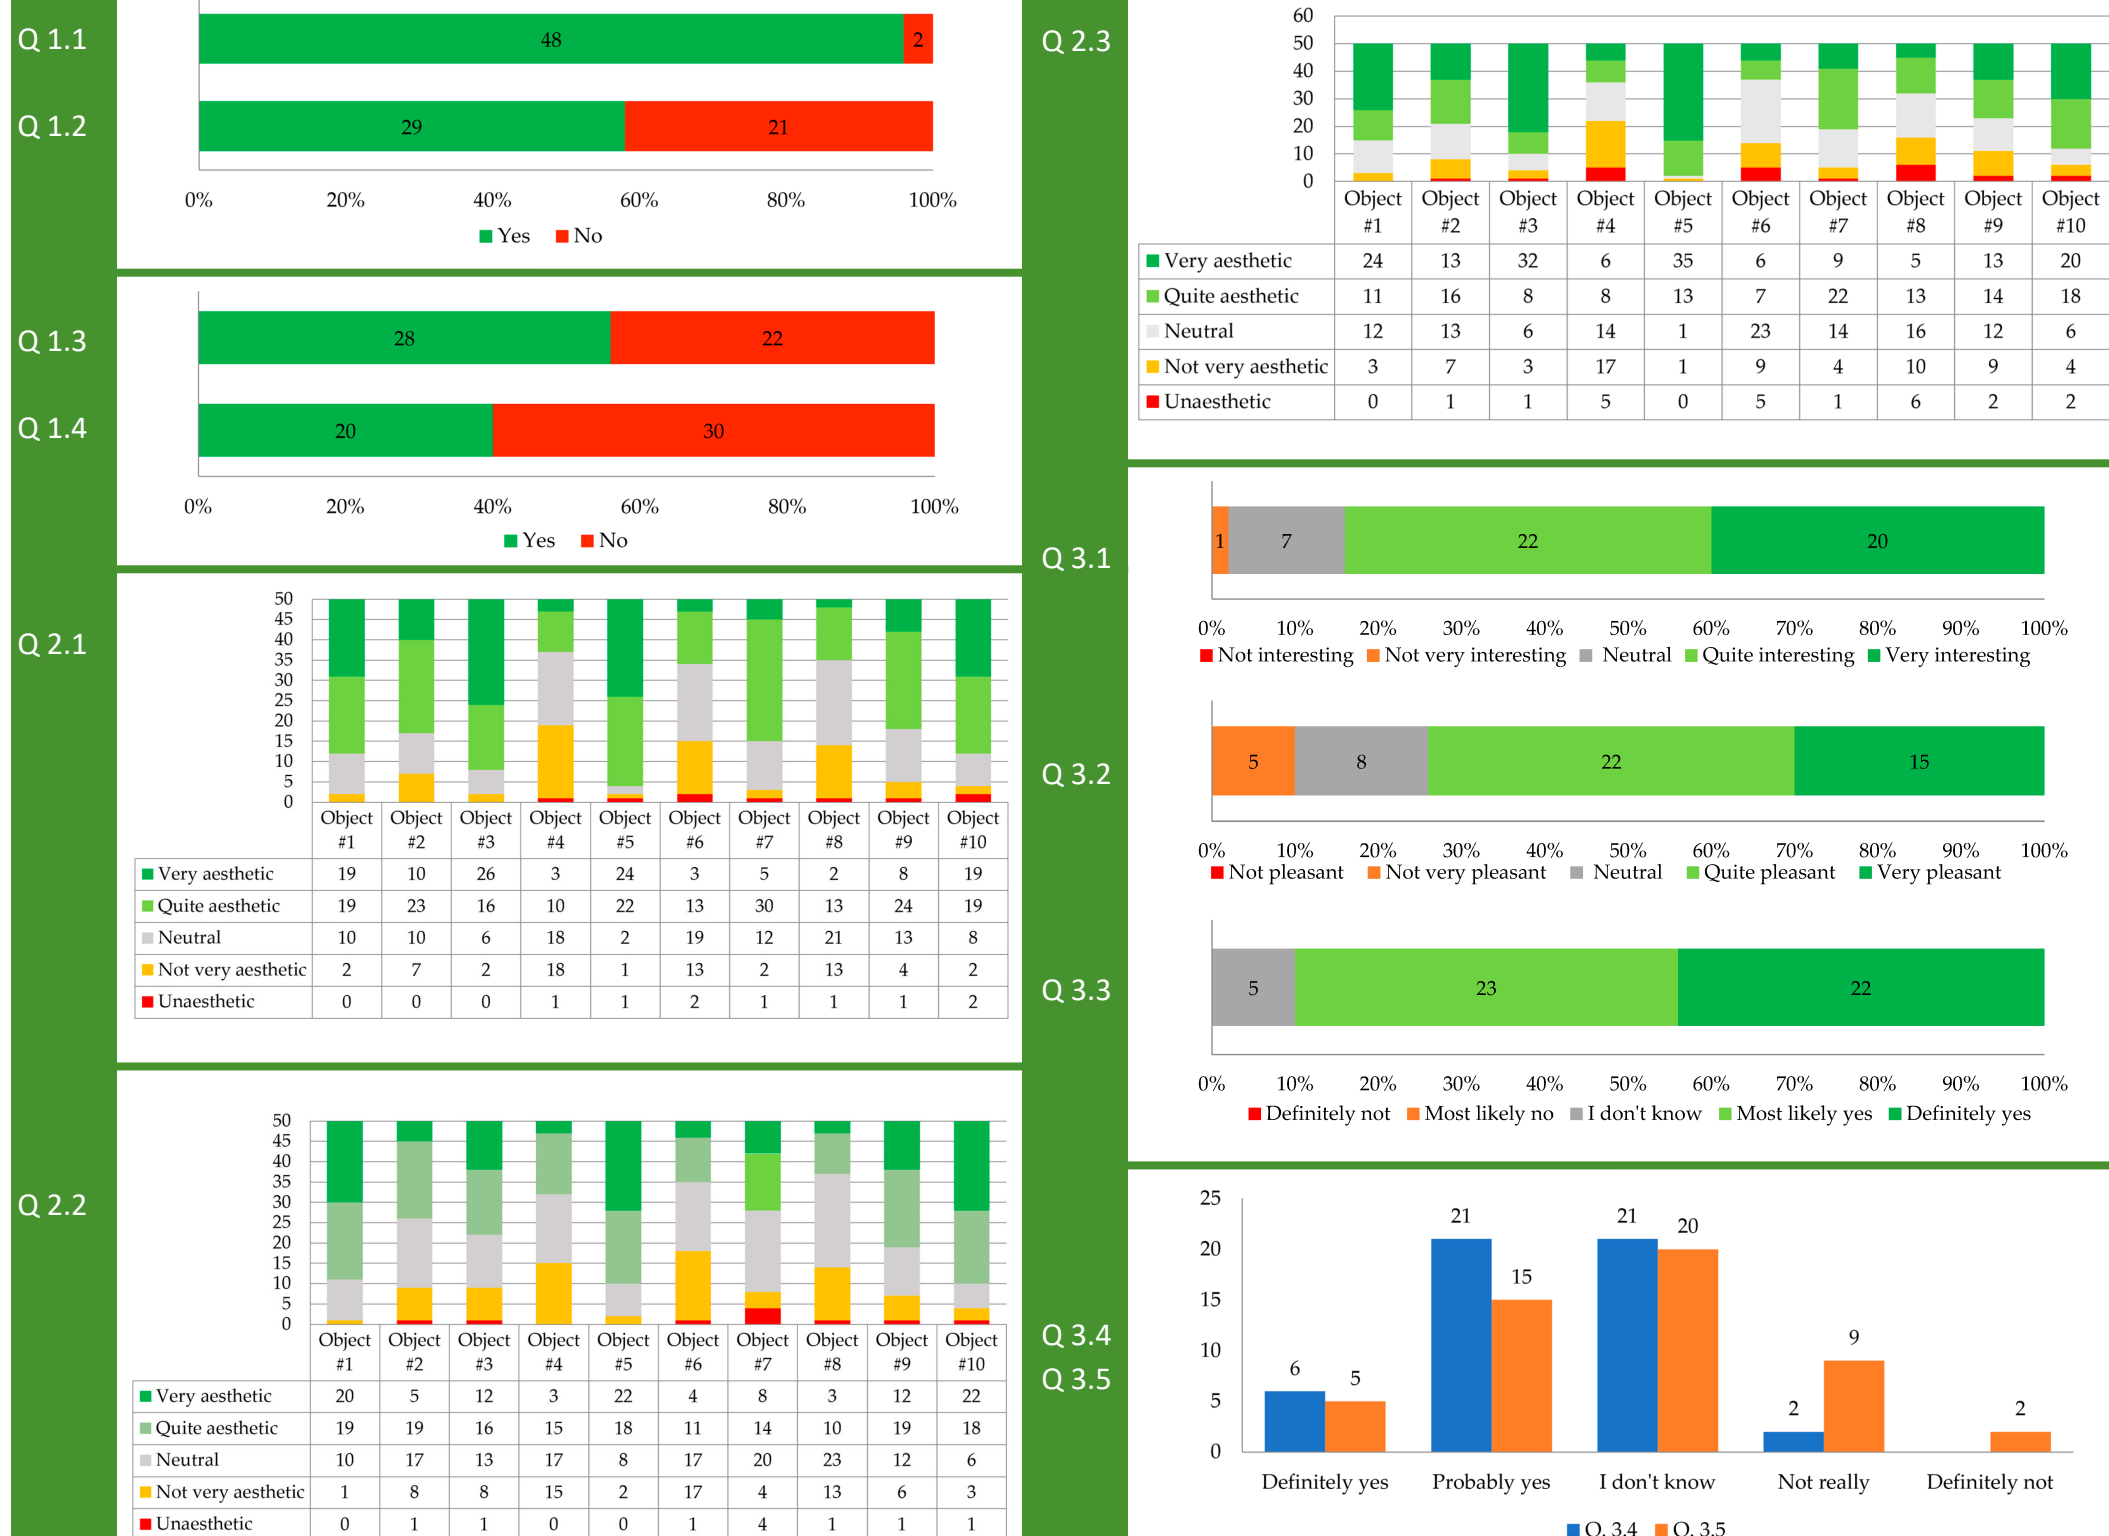 Q 1.1
48 2
Q 1.2
29 21
0% 20% 40% 60% 80% 100%
Yes No
Q 1.3
28 22
Q 1.4
20 30
0% 20% 40% 60% 80% 100%
Yes No
Q 2.1
50
45
40
35
30
25
20
15
10
5
0
Object Object Object Object Object Object Object Object Object Object
#1 #2 #3 #4 #5 #6 #7 #8 #9 #10
Very aesthetic 19 10 26 3 24 3 5 2 8 19
Quite aesthetic 19 23 16 10 22 13 30 13 24 19
Neutral 10 10 6 18 2 19 12 21 13 8
Not very aesthetic 2 7 2 18 1 13 2 13 4 2
Unaesthetic 0 0 0 1 1 2 1 1 1 2
Q 2.2
50
45
40
35
30
25
20
15
10
5
0
Object Object Object Object Object Object Object Object Object Object
#1 #2 #3 #4 #5 #6 #7 #8 #9 #10
Very aesthetic 20 5 12 3 22 4 8 3 12 22
Quite aesthetic 19 19 16 15 18 11 14 10 19 18
Neutral 10 17 13 17 8 17 20 23 12 6
Not very aesthetic 1 8 8 15 2 17 4 13 6 3
Unaesthetic 0 1 1 0 0 1 4 1 1 1
Q 2.3
60
50
40
30
20
10
0
Object Object Object Object Object Object Object Object Object Object
#1 #2 #3 #4 #5 #6 #7 #8 #9 #10
Very aesthetic 24 13 32 6 35 6 9 5 13 20
Quite aesthetic 11 16 8 8 13 7 22 13 14 18
Neutral 12 13 6 14 1 23 14 16 12 6
Not very aesthetic 3 7 3 17 1 9 4 10 9 4
Unaesthetic 0 1 1 5 0 5 1 6 2 2
Q 3.1
1 7 22 20
0% 10% 20% 30% 40% 50% 60% 70% 80% 90% 100%
Not interesting Not very interesting Neutral Quite interesting Very interesting
Q 3.2
5 8 22 15
0% 10% 20% 30% 40% 50% 60% 70% 80% 90% 100%
Not pleasant Not very pleasant Neutral Quite pleasant Very pleasant
Q 3.3
5 23 22
0% 10% 20% 30% 40% 50% 60% 70% 80% 90% 100%
Definitely not Most likely no I don't know Most likely yes Definitely yes
Q 3.4
Q 3.5
25
20
15
10
5
0
6 5 21 15 21 20 2 9 2
Definitely yes Probably yes I don't know Not really Definitely not
Q. 3.4 Q. 3.5